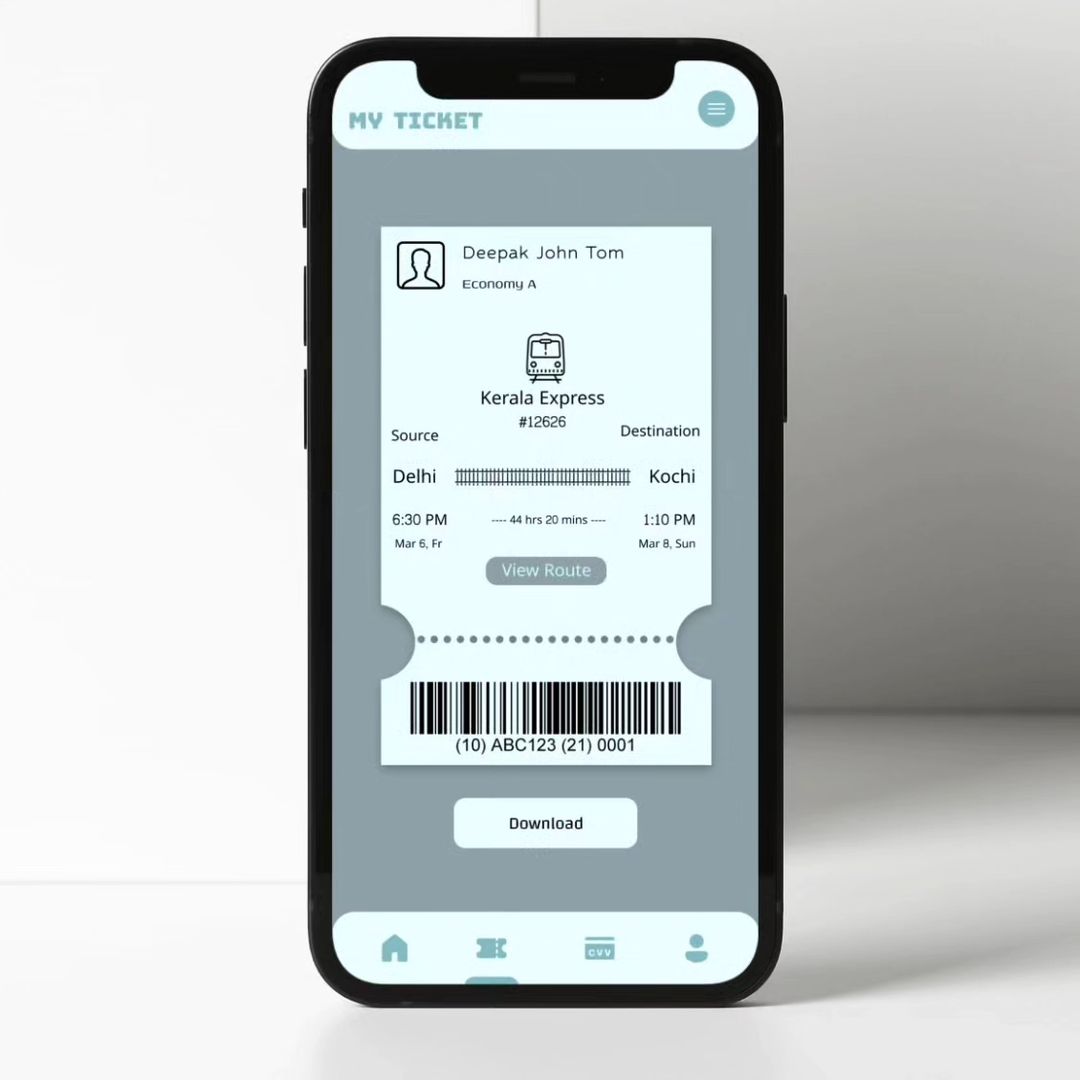 MY TICKET
Deepak John Tom
Economy A
Kerala Express
#12626
Source
Destination
Delhi
Kochi
6:30 PM
---- 44 hrs 20 mins ----
1:10 PM
Mar 6, Fr
Mar 8, Sun
View Route
(10) ABC123 (21) 0001
Download
CVV